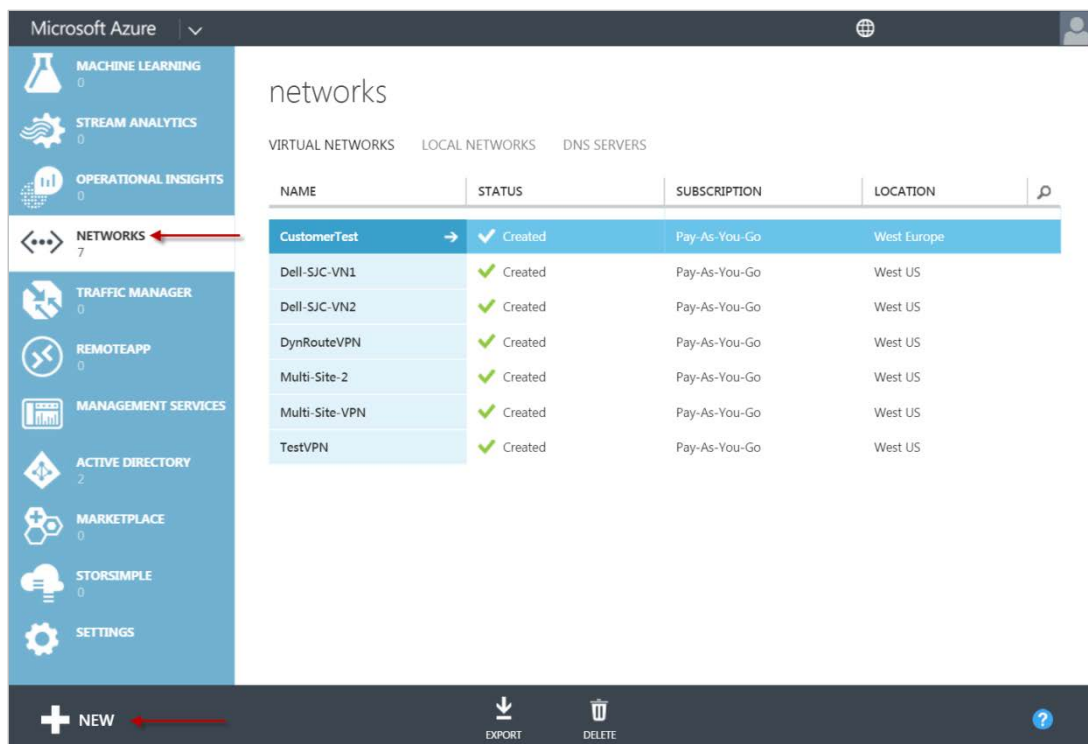 Microsoft Azure
MACHINE LEARNING
0
STREAM ANALYTICS
0
OPERATIONAL INSIGHTS
0
NETWORKS
7
TRAFFIC MANAGER
0
REMOTEAPP
0
MANAGEMENT SERVICES
ACTIVE DIRECTORY
2
MARKETPLACE
0
STORSIMPLE
0
SETTINGS
networks
VIRTUAL NETWORKS LOCAL NETWORKS DNS SERVERS
NAME STATUS SUBSCRIPTION LOCATION
CustomerTest Created Pay-As-You-Go West Europe
Dell-SJC-VN1 Created Pay-As-You-Go West US
Dell-SJC-VN2 Created Pay-As-You-Go West US
DynRouteVPN Created Pay-As-You-Go West US
Multi-Site-2 Created Pay-As-You-Go West US
Multi-Site-VPN Created Pay-As-You-Go West US
TestVPN Created Pay-As-You-Go West US
NEW
EXPORT DELETE
?